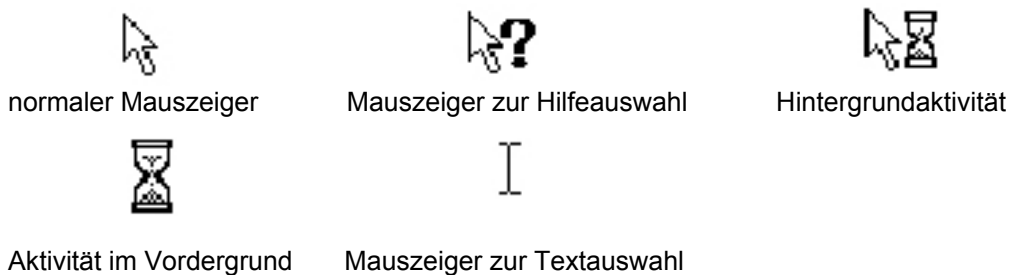 normaler Mauszeiger Mauszeiger zur Hilfeauswahl Hintergrundaktivität
Aktivität im Vordergrund Mauszeiger zur Textauswahl